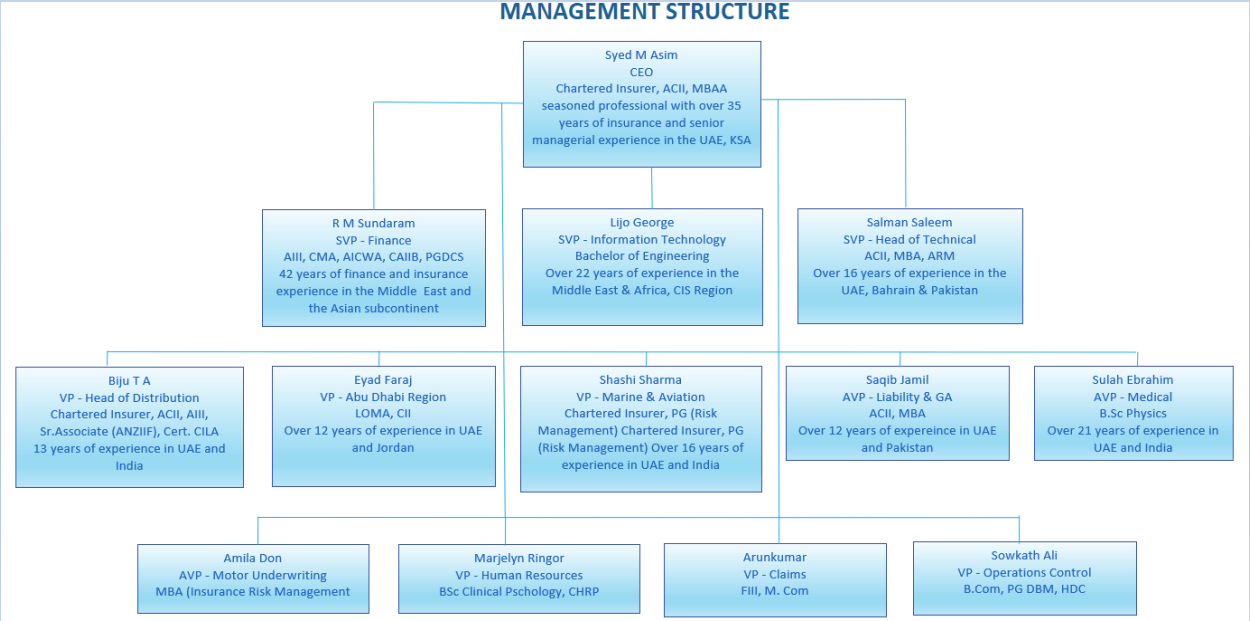 MANAGEMENT STRUCTURE
Syed M Asim
CEO
Chartered Insurer, ACII, MBAA
seasoned professional with over 35
years of insurance and senior
managerial experience in the UAE, KSA
R M Sundaram
SVP - Finance
AIII, CMA, AICWA, CAIIB, PGDCS
42 years of finance and insurance
experience in the Middle East and
the Asian subcontinent
Lijo George
SVP - Information Technology
Bachelor of Engineering
Over 22 years of experience in the
Middle East & Africa, CIS Region
Salman Saleem
SVP - Head of Technical
ACII, MBA, ARM
Over 16 years of experience in the
UAE, Bahrain & Pakistan
Biju T A
VP - Head of Distribution
Chartered Insurer, ACII, AIII,
Sr.Associate (ANZIIF), Cert. CILA
13 years of experience in UAE and
India
Eyad Faraj
VP - Abu Dhabi Region
LOMA, CII
Over 12 years of experience in UAE
and Jordan
Shashi Sharma
VP - Marine & Aviation
Chartered Insurer, PG (Risk
Management) Chartered Insurer, PG
(Risk Management) Over 16 years of
experience in UAE and India
Saqib Jamil
AVP - Liability & GA
ACII, MBA
Over 12 years of expereince in UAE
and Pakistan
Sulah Ebrahim
AVP - Medical
B.Sc Physics
Over 21 years of experience in
UAE and India
Amila Don
AVP - Motor Underwriting
MBA (Insurance Risk Management
Marjelyn Ringor
VP - Human Resources
BSc Clinical Pschology, CHRP
Arunkumar
VP - Claims
FIII, M. Com
Sowkath Ali
VP - Operations Control
B.Com, PG DBM, HDC